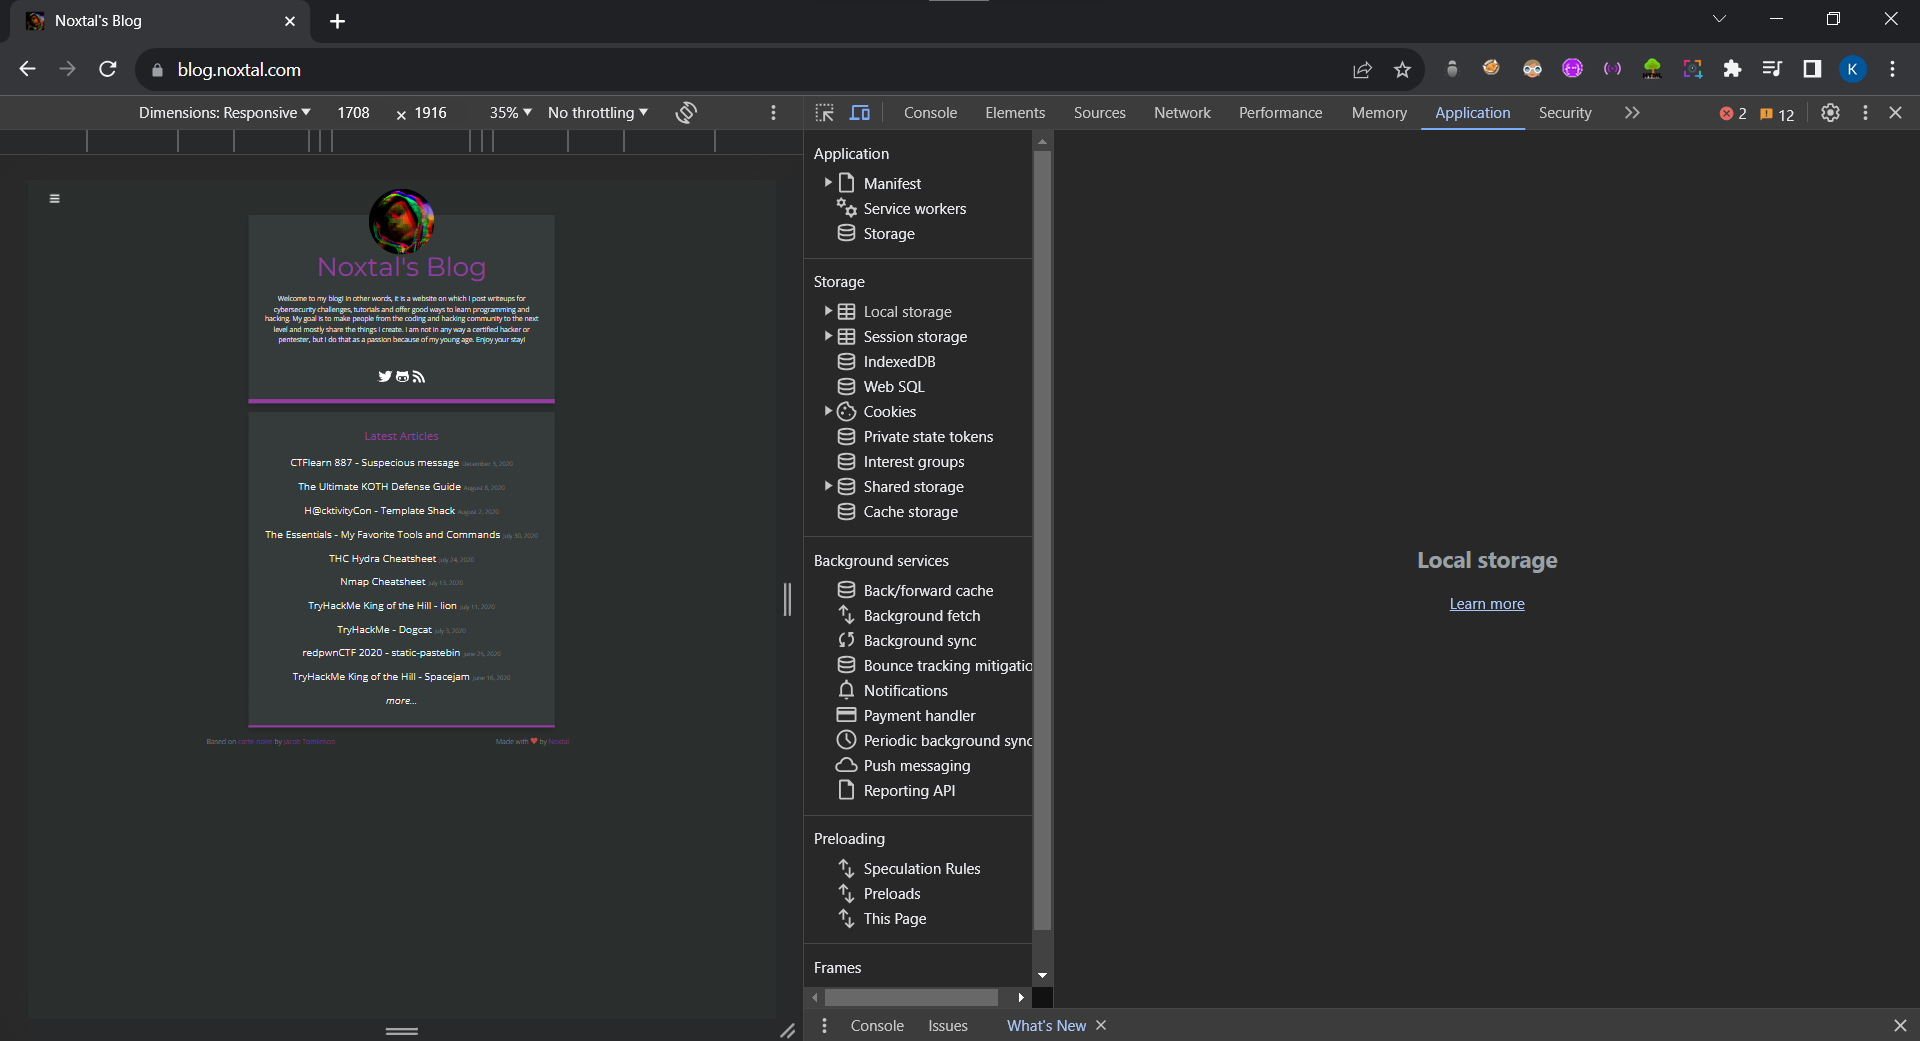 Noxtal's Blog
blog.noxtal.com
K
Dimensions: Responsive
1708
×
1916
35%
No throttling
Console
Elements
Sources
Network
Performance
Memory
Application
Security
2
12
Noxtal's Blog
Welcome to my blog! In other words, it is a website on which I post writeups for
cybersecurity challenges, tutorials and offer good ways to learn programming and
hacking. My goal is to make people from the coding and hacking community to the next
level and mostly share the things I create. I am not in any way a certified hacker or
pentester, but I do that as a passion because of my young age. Enjoy your stay!
Latest Articles
CTFlearn 887 - Suspecious message December 3, 2020
The Ultimate KOTH Defense Guide August 8, 2020
H@cktivityCon - Template Shack August 2, 2020
The Essentials - My Favorite Tools and Commands July 30, 2020
THC Hydra Cheatsheet July 24, 2020
Nmap Cheatsheet July 13, 2020
TryHackMe King of the Hill - lion July 11, 2020
TryHackMe - Dogcat July 3, 2020
redpwnCTF 2020 - static-pastebin June 25, 2020
TryHackMe King of the Hill - Spacejam June 18, 2020
more...
Based on carte-noire by Jacob Tomlinson
Made with ❤ by Noxtal
Application
Manifest
Service workers
Storage
Storage
Local storage
Session storage
IndexedDB
Web SQL
Cookies
Private state tokens
Interest groups
Shared storage
Cache storage
Background services
Back/forward cache
Background fetch
Background sync
Bounce tracking mitigatio
Notifications
Payment handler
Periodic background sync
Push messaging
Reporting API
Preloading
Speculation Rules
Preloads
This Page
Frames
Local storage
Learn more
Console
Issues
What's New